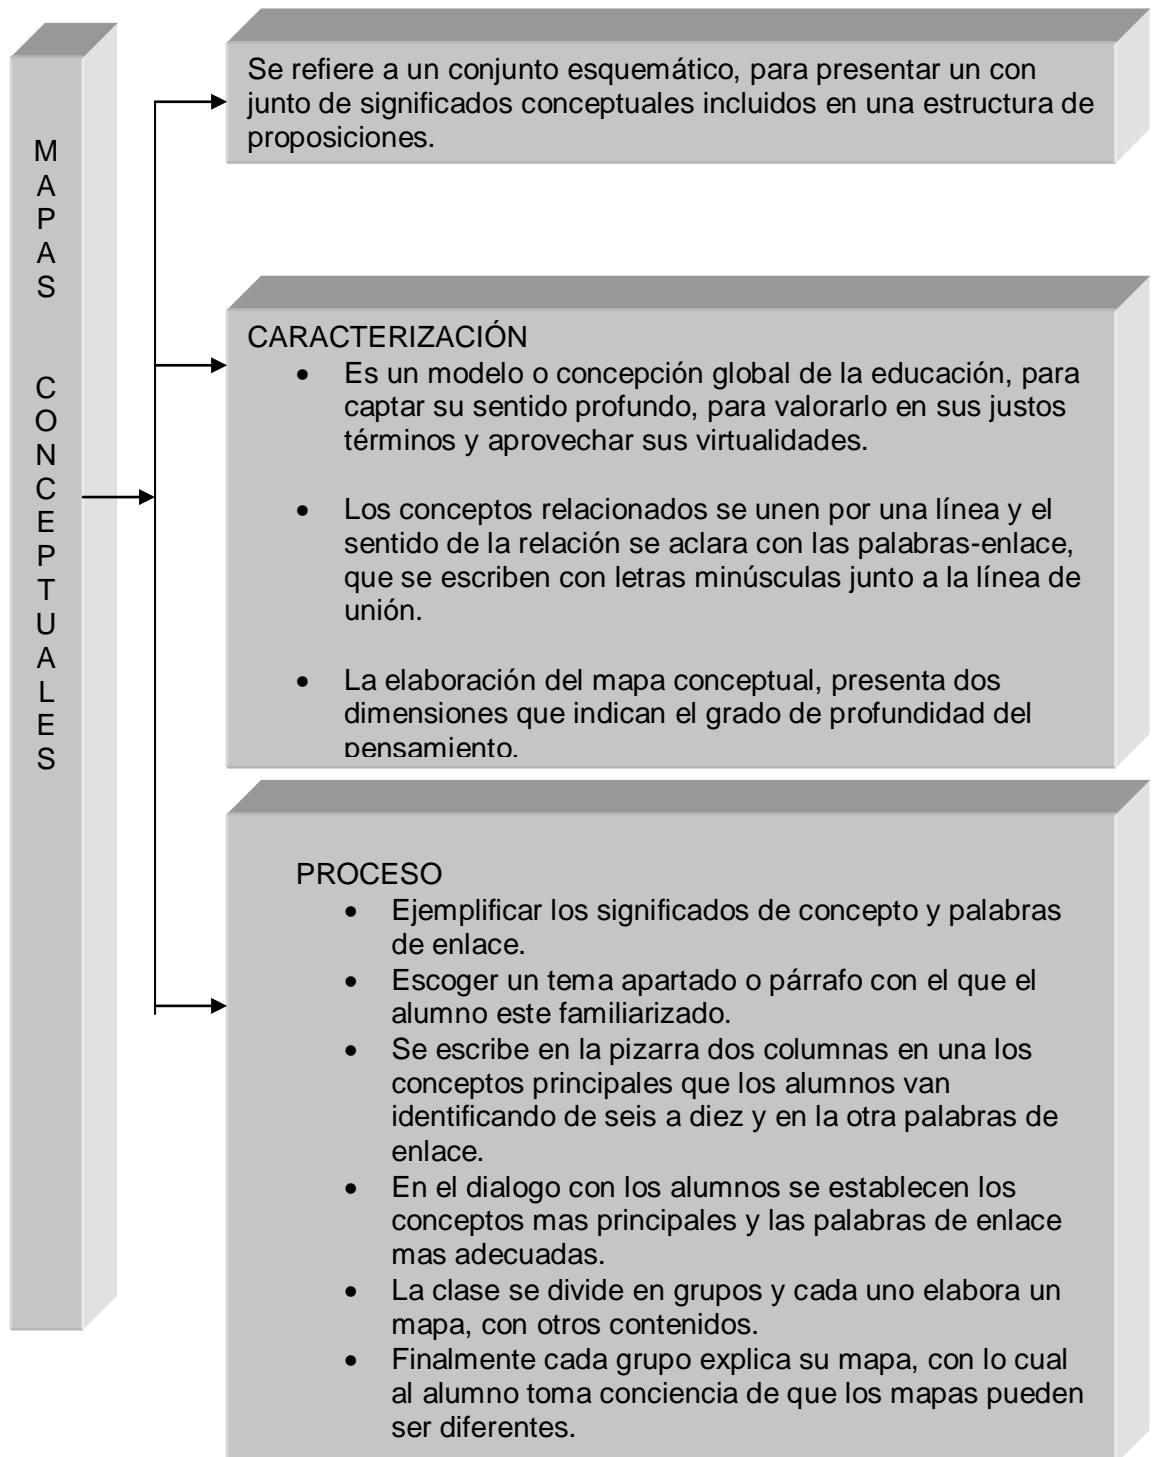 MAPAS CONCEPTUALES
Se refiere a un conjunto esquemático, para presentar un con
junto de significados conceptuales incluidos en una estructura de
proposiciones.
CARACTERIZACIÓN
• Es un modelo o concepción global de la educación, para
captar su sentido profundo, para valorarlo en sus justos
términos y aprovechar sus virtualidades.
• Los conceptos relacionados se unen por una línea y el
sentido de la relación se aclara con las palabras-enlace,
que se escriben con letras minúsculas junto a la línea de
unión.
• La elaboración del mapa conceptual, presenta dos
dimensiones que indican el grado de profundidad del
pensamiento.
PROCESO
• Ejemplificar los significados de concepto y palabras
de enlace.
• Escoger un tema apartado o párrafo con el que el
alumno este familiarizado.
• Se escribe en la pizarra dos columnas en una los
conceptos principales que los alumnos van
identificando de seis a diez y en la otra palabras de
enlace.
• En el dialogo con los alumnos se establecen los
conceptos mas principales y las palabras de enlace
mas adecuadas.
• La clase se divide en grupos y cada uno elabora un
mapa, con otros contenidos.
• Finalmente cada grupo explica su mapa, con lo cual
al alumno toma conciencia de que los mapas pueden
ser diferentes.